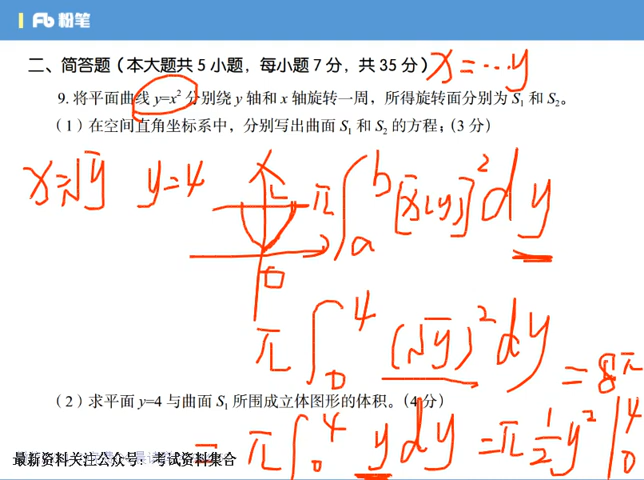 粉笔
二、简答题（本大题共 5 小题，每小题 7 分，共 35 分）
x=…y
9. 将平面曲线 y=x² 分别绕 y 轴和 x 轴旋转一周，所得旋转面分别为 S₁ 和 S₂。
（1）在空间直角坐标系中，分别写出曲面 S₁ 和 S₂ 的方程；(3 分)
x=√y y=4 π∫ₐᵇ[x(y)]²dy
π∫₀⁴(√y)²dy =8π
（2）求平面 y=4 与曲面 S₁ 所围成立体图形的体积。（4 分）
= π∫₀⁴ydy=π½y²|₀⁴
最新资料关注公众号：考试资料集合